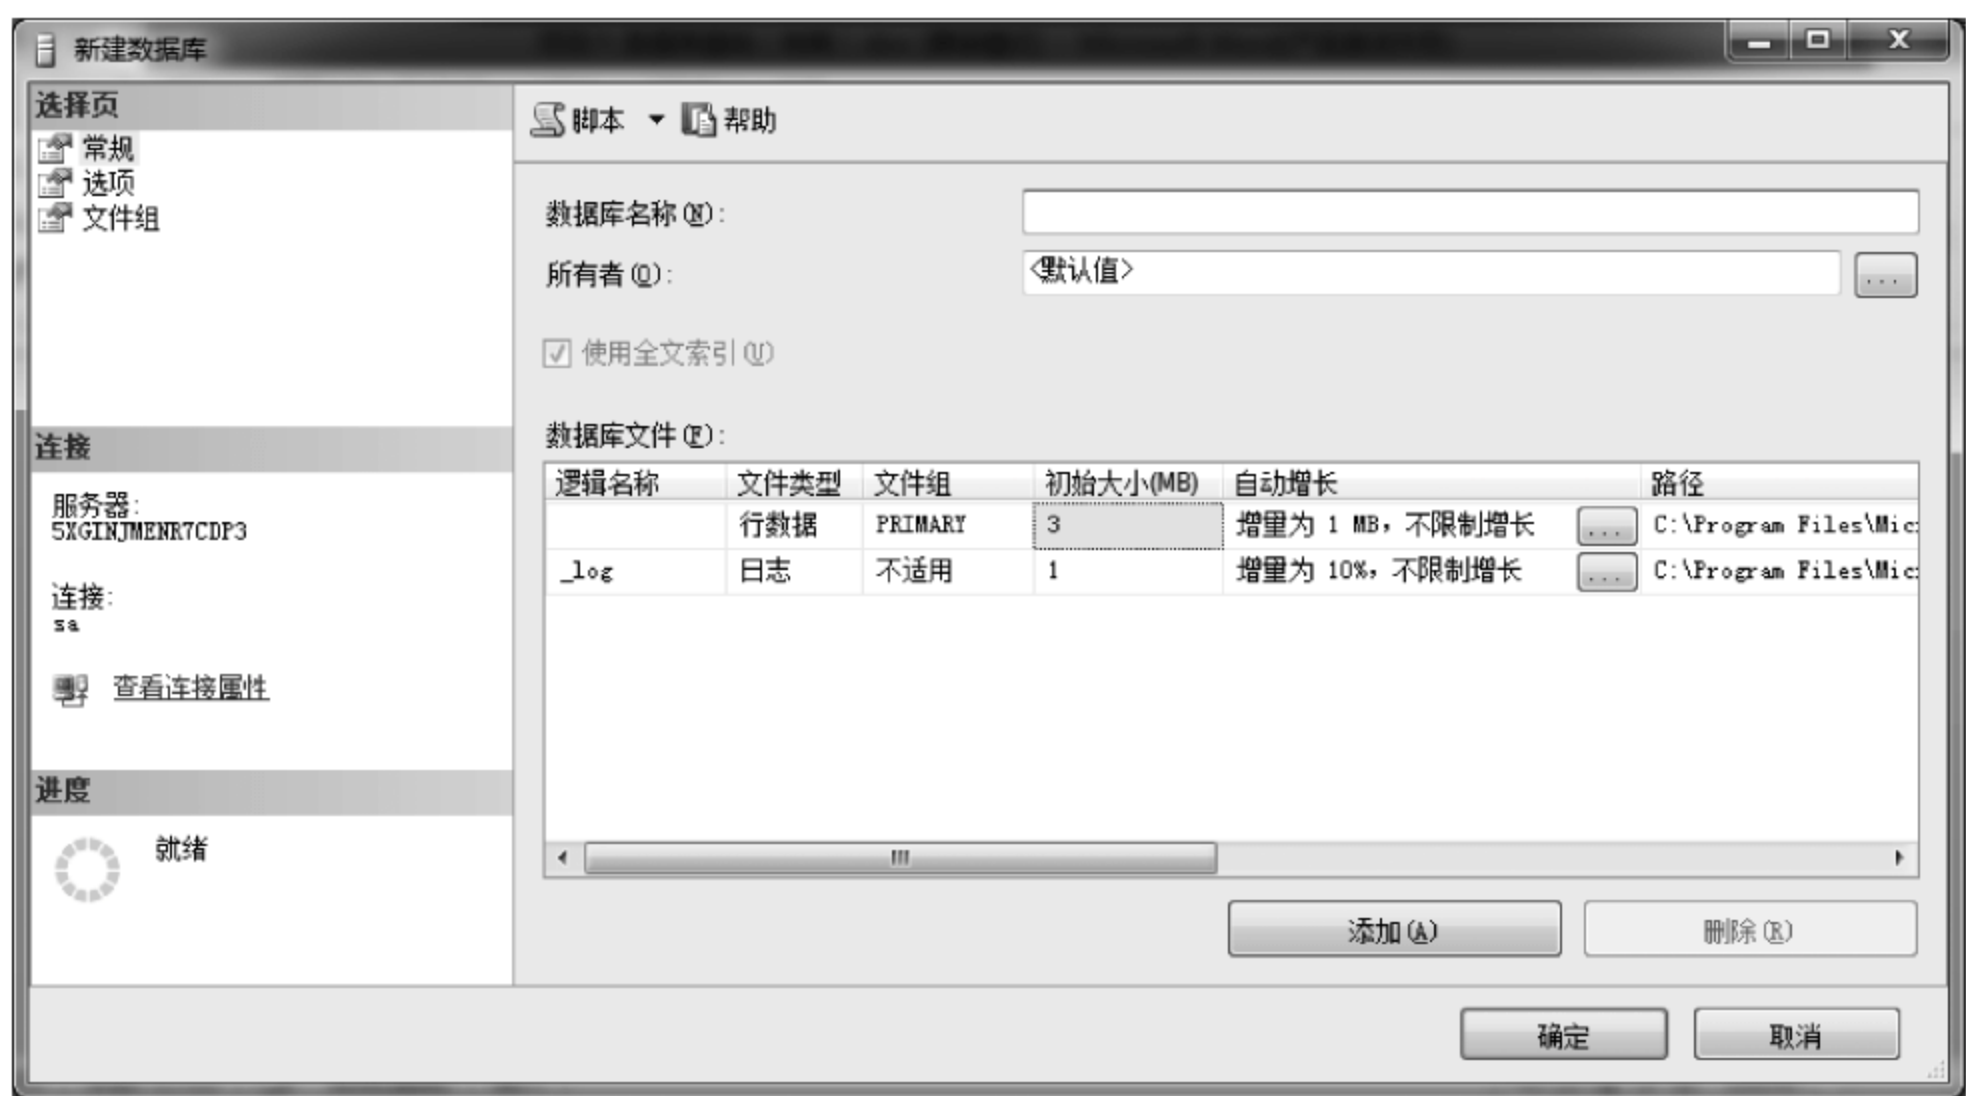 新建数据库
选择页
常规
选项
文件组
连接
服务器:
5XGINJMENR7CDP3
连接:
sa
查看连接属性
进度
就绪
脚本 帮助
数据库名称(N):
所有者(O): <默认值> ...
使用全文索引(U)
数据库文件(F):
逻辑名称 文件类型 文件组 初始大小(MB) 自动增长 路径
行数据 PRIMARY 3 增量为 1 MB，不限制增长 ... C:\Program Files\Mic
_log 日志 不适用 1 增量为 10%，不限制增长 ... C:\Program Files\Mic
添加(A) 删除(R)
确定 取消